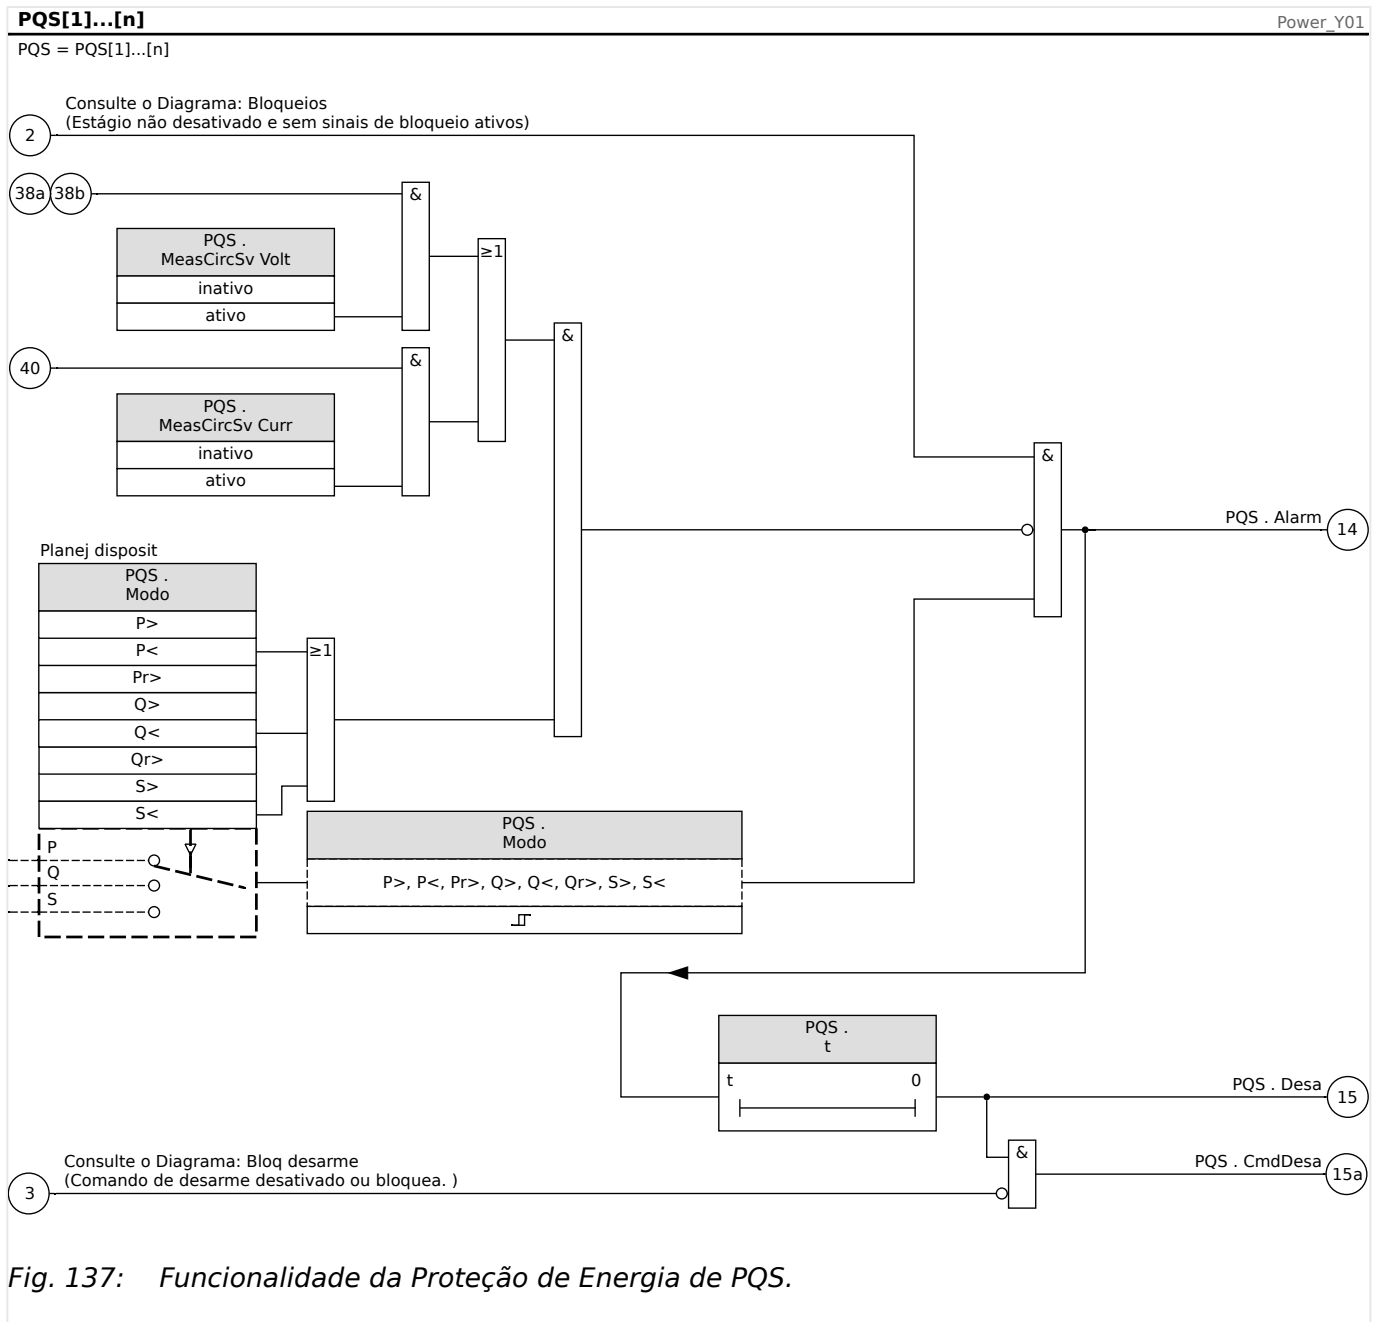 PQS[1]...[n]
Power_Y01
PQS = PQS[1]...[n]
Consulte o Diagrama: Bloqueios
(Estágio não desativado e sem sinais de bloqueio ativos)
2
38a 38b
&
PQS .
MeasCircSv Volt
inativo
ativo
≥1
&
40
&
PQS .
MeasCircSv Curr
inativo
ativo
&
PQS . Alarm
14
Planej disposit
PQS .
Modo
P>
P<
Pr>
Q>
Q<
Qr>
S>
S<
≥1
P
Q
S
PQS .
Modo
P>, P<, Pr>, Q>, Q<, Qr>, S>, S<
PQS .
t
t 0
PQS . Desa
15
&
PQS . CmdDesa
15a
Consulte o Diagrama: Bloq desarme
(Comando de desarme desativado ou bloquea. )
3
Fig. 137: Funcionalidade da Proteção de Energia de PQS.